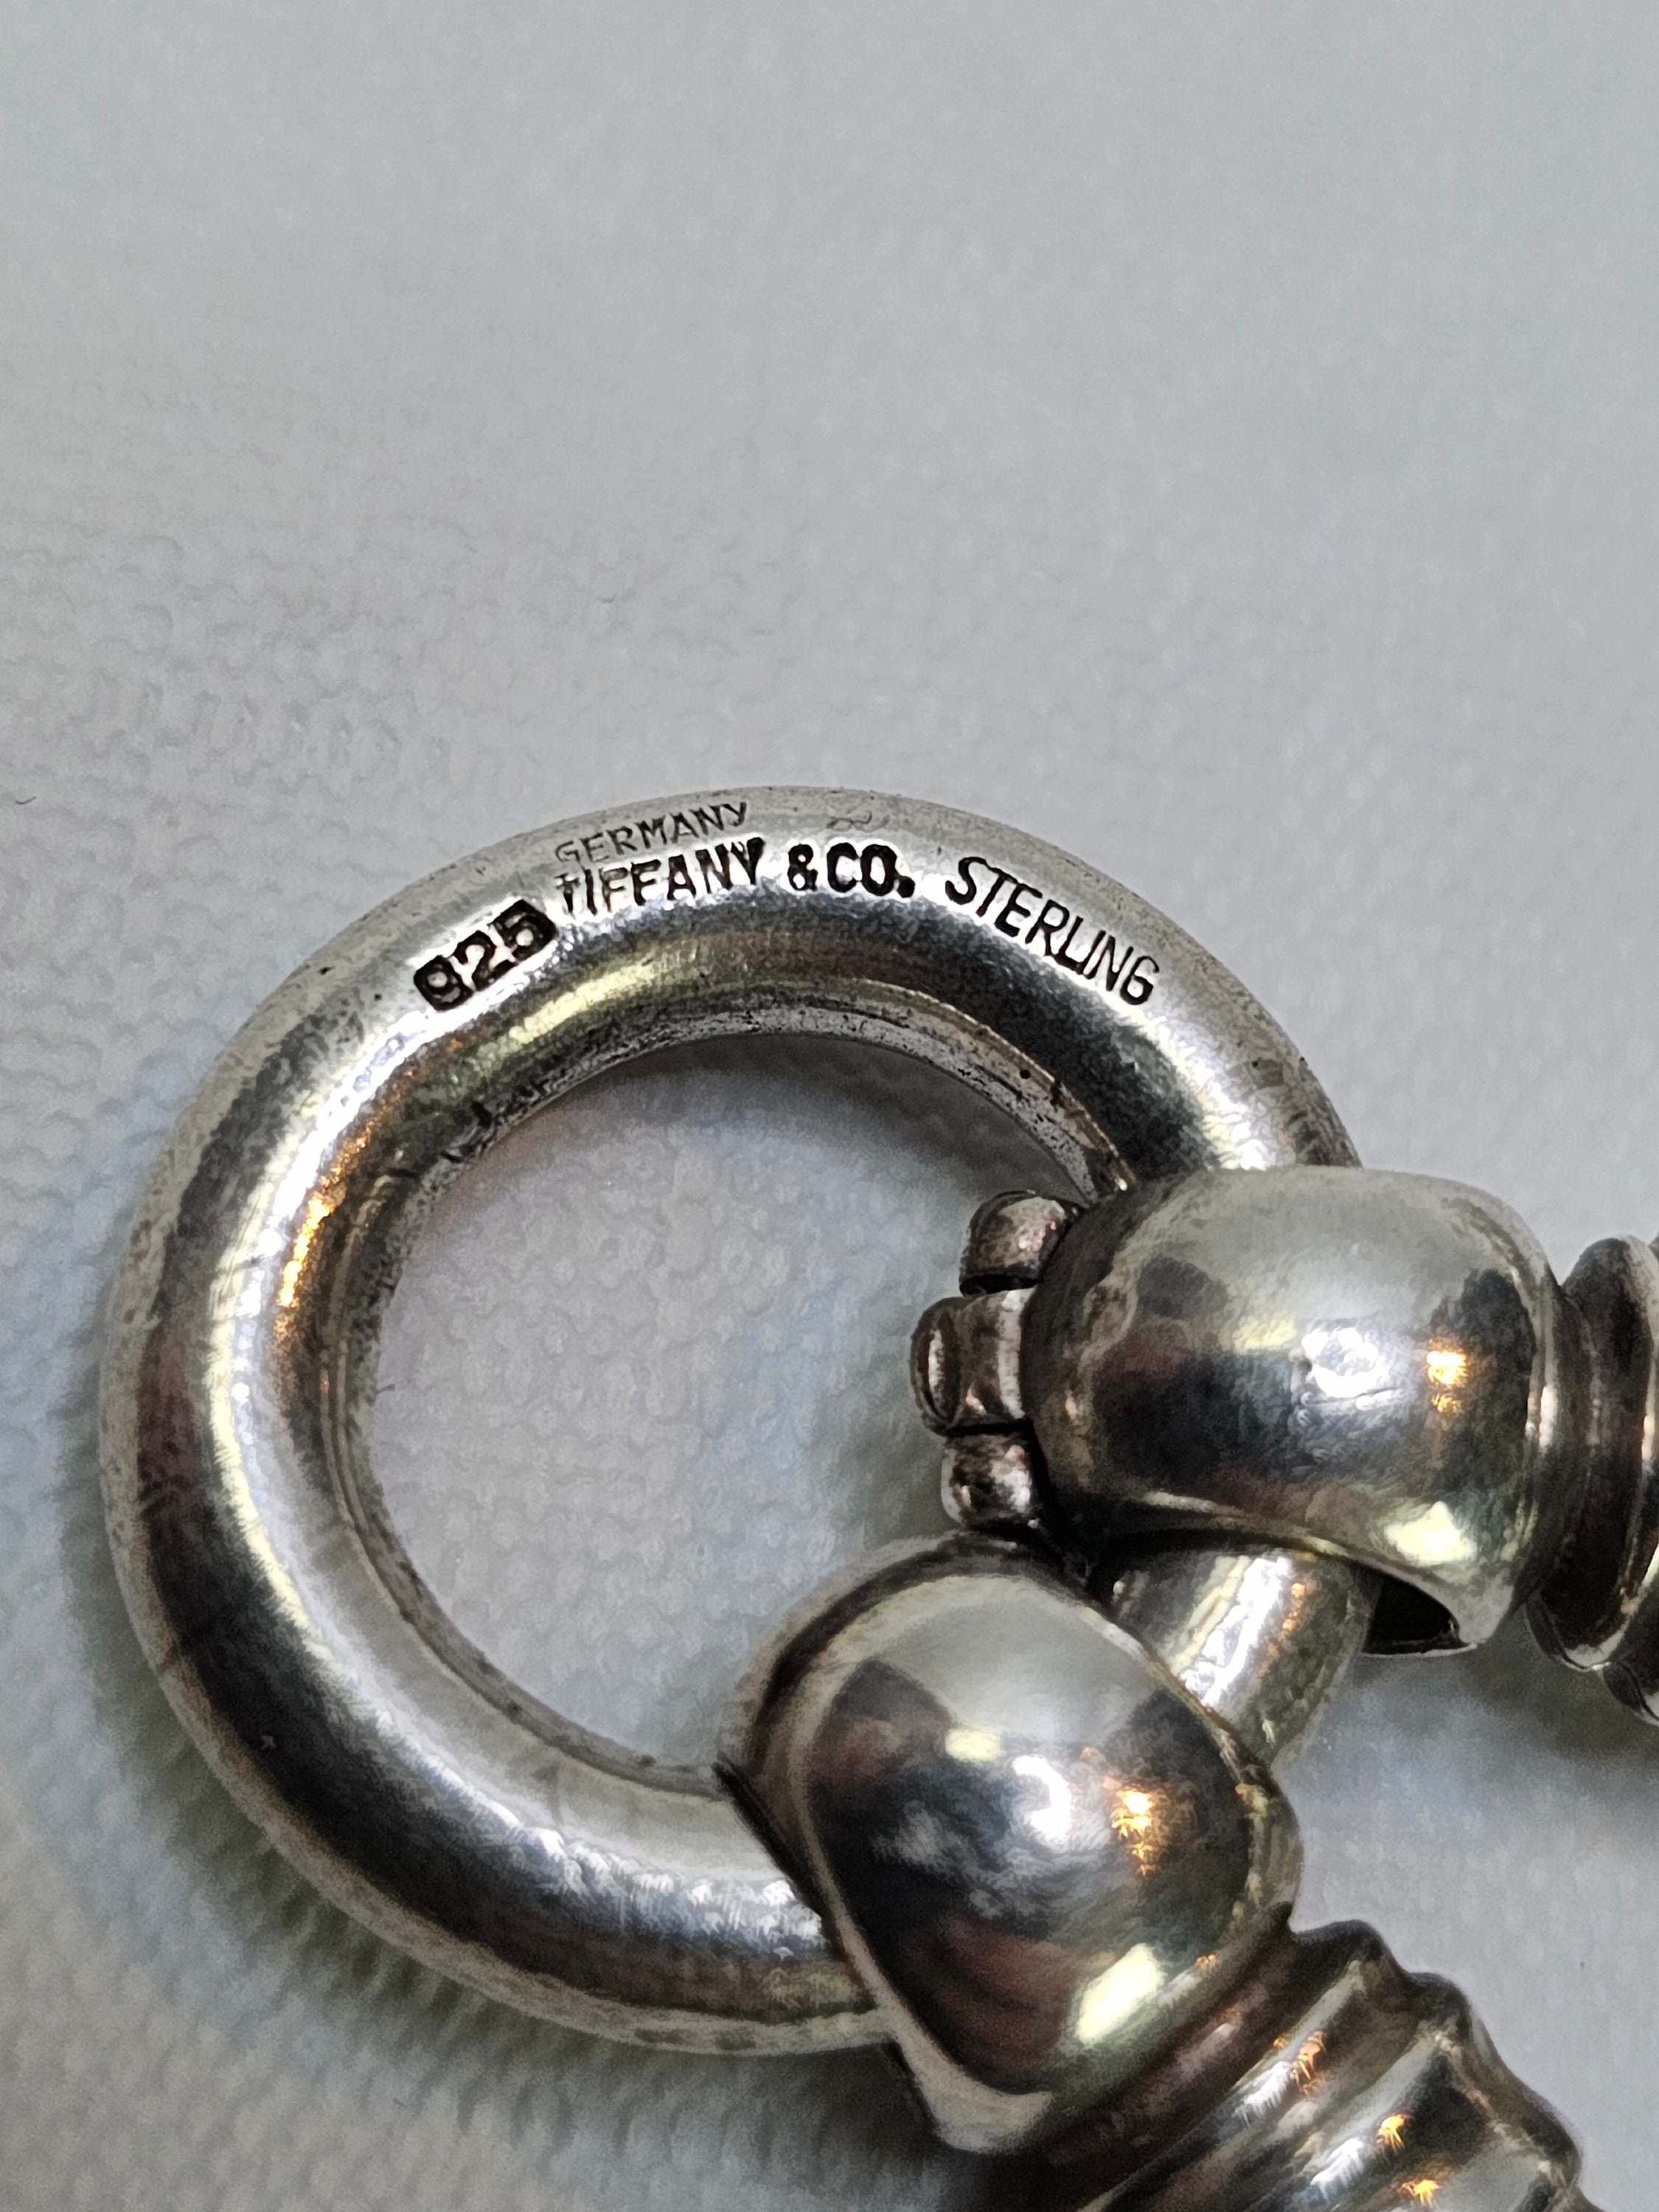 GERMANY
925 TIFFANY &CO. STERLING